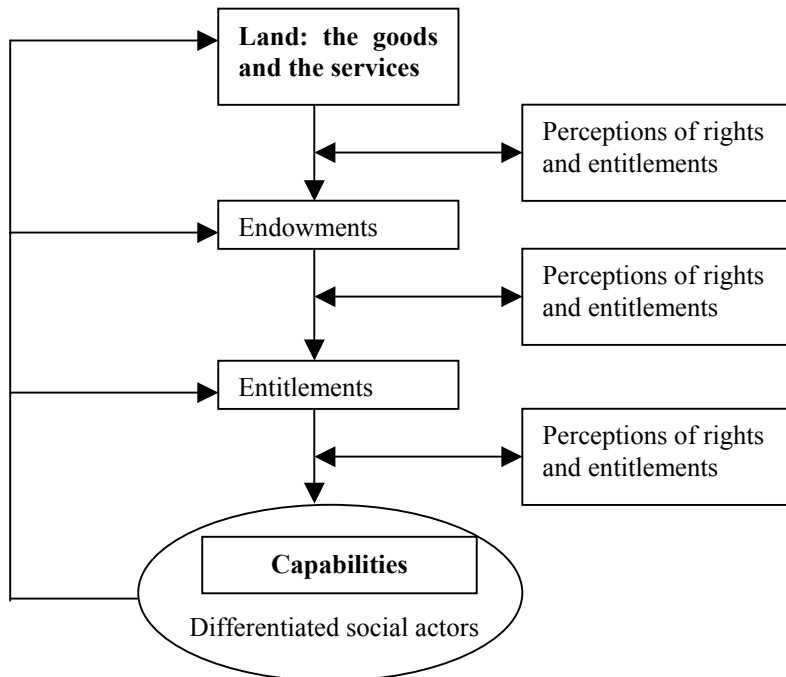 Land: the goods
and the services
Perceptions of rights
and entitlements
Endowments
Perceptions of rights
and entitlements
Entitlements
Perceptions of rights
and entitlements
Capabilities
Differentiated social actors